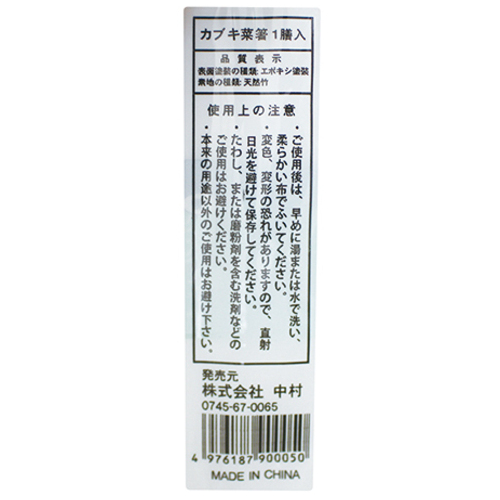 カブキ菜箸1膳入
品質表示
表面塗装の種類:エポキシ塗装
素地の種類:天然竹
使用上の注意
・ご使用後は、早めに湯または水で洗い、
柔らかい布でふいてください。
・変色、変形の恐れがありますので、直射
日光を避けて保存してください。
・たわし、または磨粉剤を含む洗剤などの
ご使用はお避けください。
・本来の用途以外のご使用はお避け下さい。
発売元
株式会社 中村
0745-67-0065
4 976187 900050
MADE IN CHINA